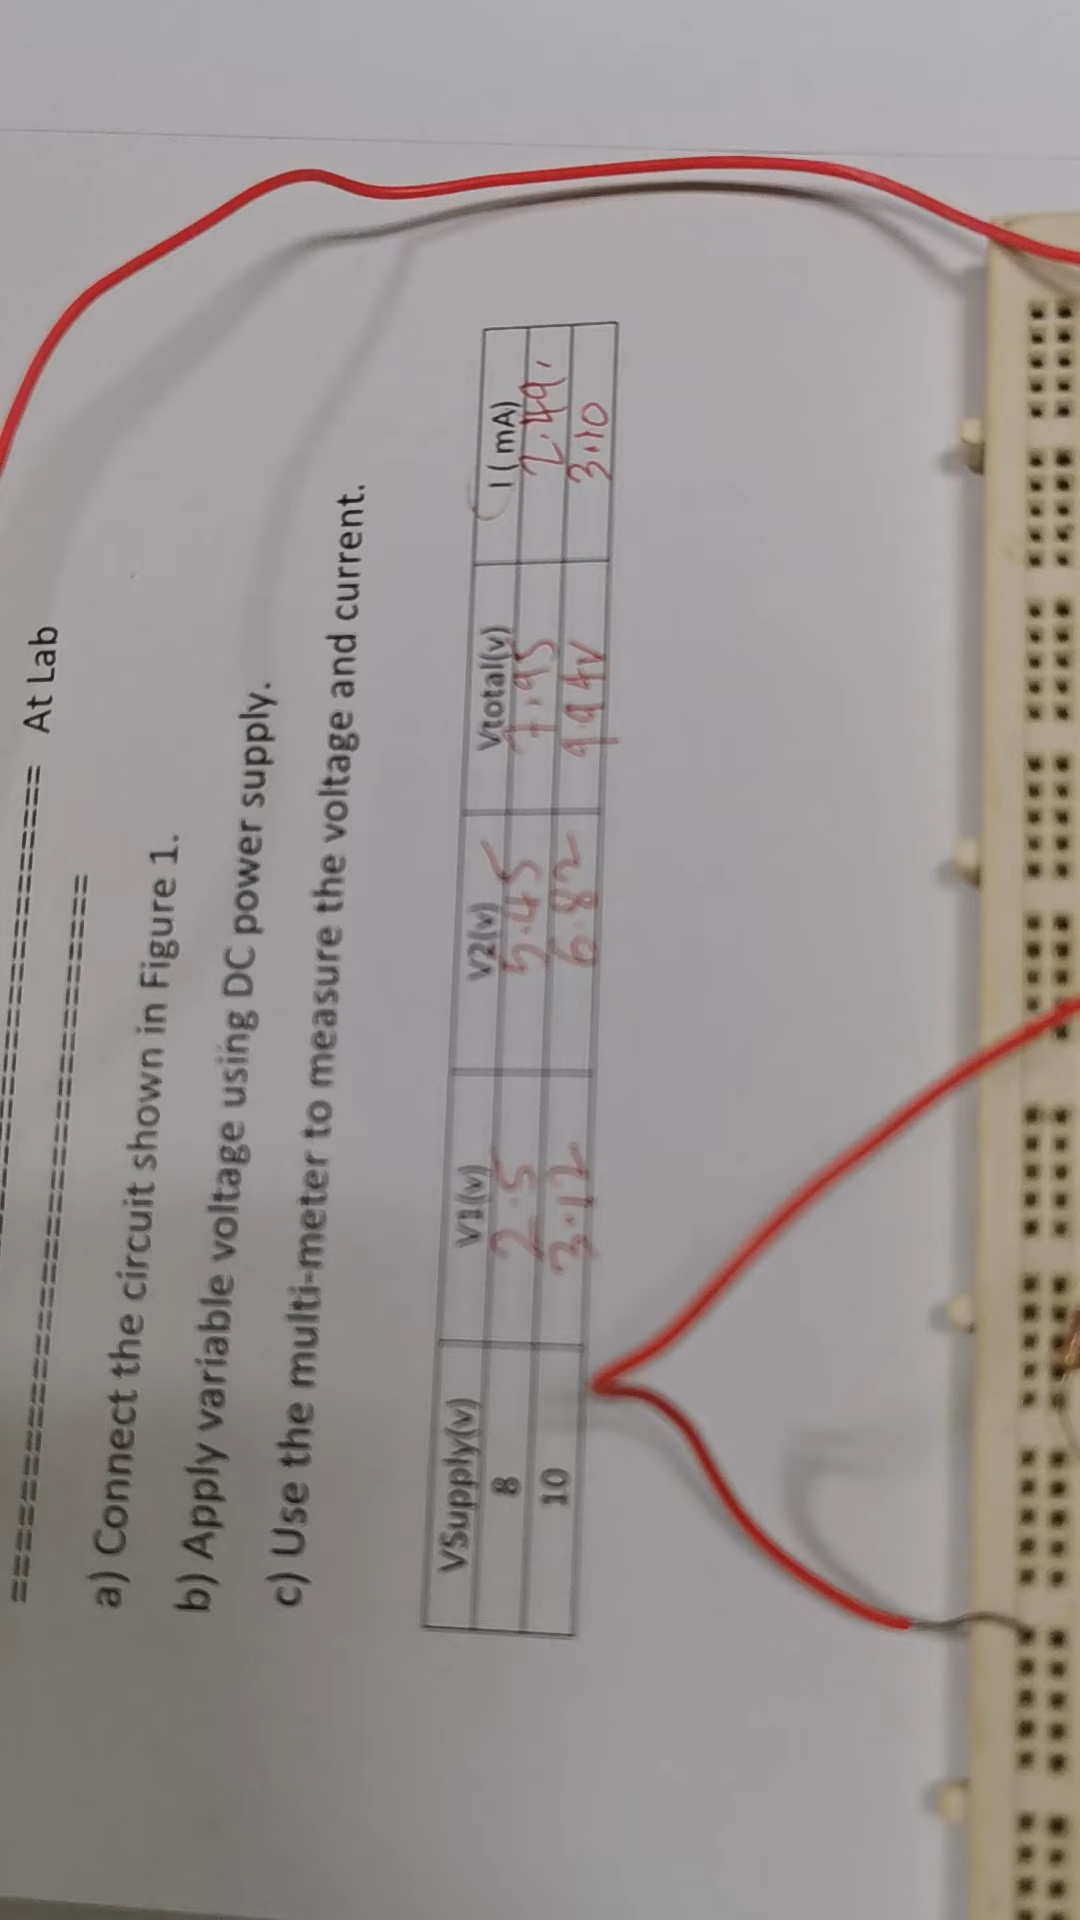 ==================================== At Lab
=========================
a) Connect the circuit shown in Figure 1.
b) Apply variable voltage using DC power supply.
c) Use the multi-meter to measure the voltage and current.
VSupply(v) V1(v) V2(v) Vtotal(v) I ( mA)
8 2.5 5.45 7.95 2.49
10 3.12 6.82 9.94V 3.10